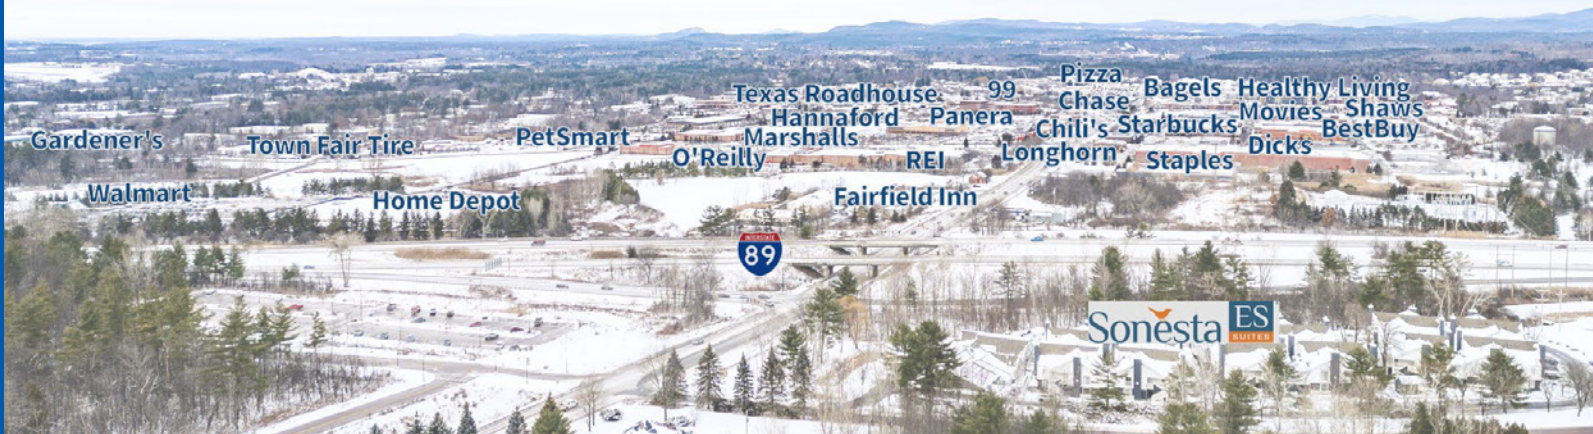 Pizza
Texas Roadhouse
99
Chase
Bagels
Healthy Living
Hannaford
Panera
Movies
Shaws
Gardener's
Town Fair Tire
PetSmart
Marshalls
Chili's
Starbucks
BestBuy
O'Reilly
REI
Longhorn
Staples
Dicks
Walmart
Home Depot
Fairfield Inn
INTERSTATE
89
Sonesta
ES
SUITES